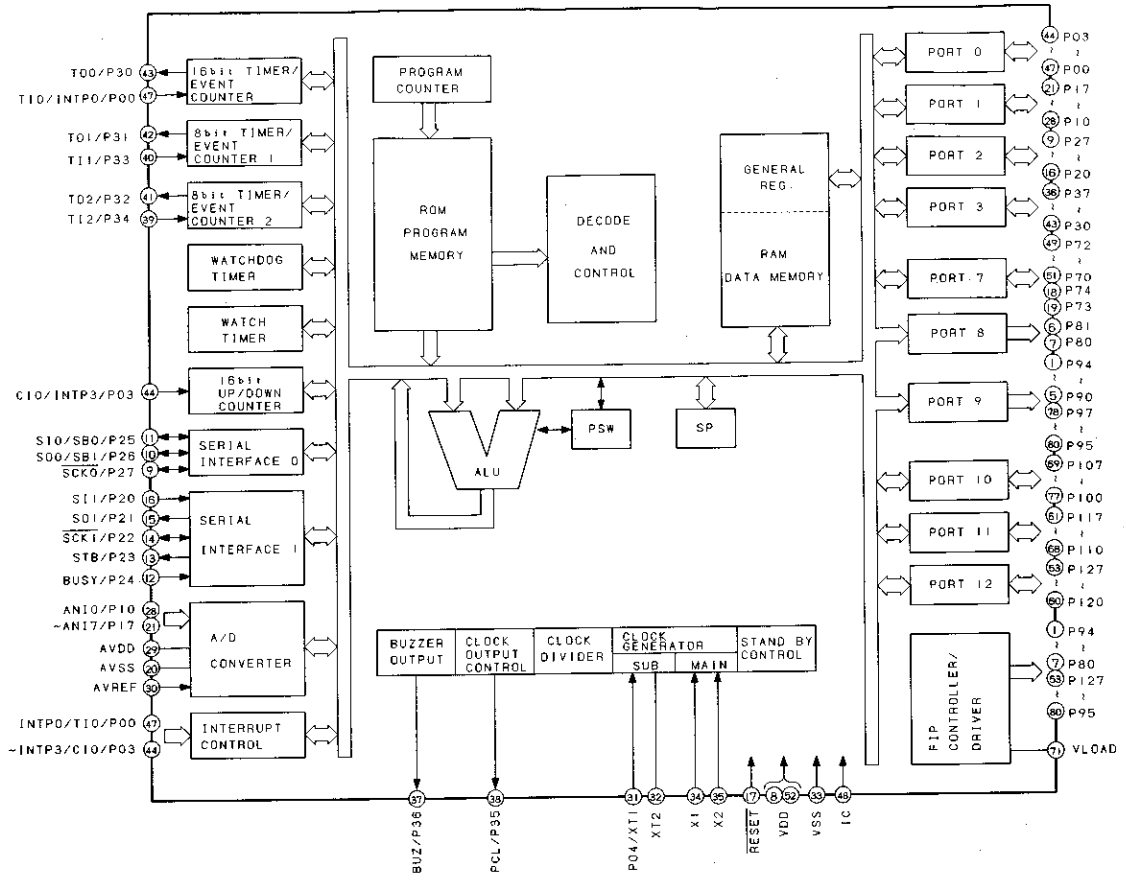 TO0/P30 43
TI0/INTP0/P00 47
16bit TIMER/
EVENT
COUNTER
TO1/P31 42
TI1/P33 40
8bit TIMER/
EVENT
COUNTER 1
TO2/P32 41
TI2/P34 39
8bit TIMER/
EVENT
COUNTER 2
WATCHDOG
TIMER
WATCH
TIMER
CI0/INTP3/P03 44
16bit
UP/DOWN
COUNTER
SI0/SB0/P25 11
SO0/SB1/P26 10
SCK0/P27 9
SERIAL
INTERFACE 0
SI1/P20 16
SO1/P21 15
SCK1/P22 14
STB/P23 13
BUSY/P24 12
SERIAL
INTERFACE 1
ANI0/P10 28
~ANI7/P17 21
AVDD 29
AVSS 20
AVREF 30
A/D
CONVERTER
INTP0/TI0/P00 47
~INTP3/CI0/P03 44
INTERRUPT
CONTROL
PROGRAM
COUNTER
ROM
PROGRAM
MEMORY
DECODE
AND
CONTROL
GENERAL
REG.
RAM
DATA MEMORY
ALU
PSW
SP
BUZZER
OUTPUT
CLOCK
OUTPUT
CONTROL
CLOCK
DIVIDER
CLOCK
GENERATOR
SUB
MAIN
STAND BY
CONTROL
37 BUZ/P36
38 PCL/P35
31 P04/XT1
32 XT2
34 X1
35 X2
17 RESET
8 52 VDD
33 VSS
48 IC
PORT 0
44 P03
~
47 P00
PORT 1
21 P17
~
28 P10
PORT 2
9 P27
~
16 P20
PORT 3
36 P37
~
43 P30
PORT 7
49 P72
~
51 P70
18 P74
19 P73
PORT 8
6 P81
7 P80
PORT 9
1 P94
~
5 P90
78 P97
~
80 P95
PORT 10
P107
~
77 P100
PORT 11
61 P117
~
68 P110
PORT 12
53 P127
~
P120
FIP CONTROLLER/
DRIVER
1 P94
~
7 P80
53 P127
~
80 P95
71 VLOAD